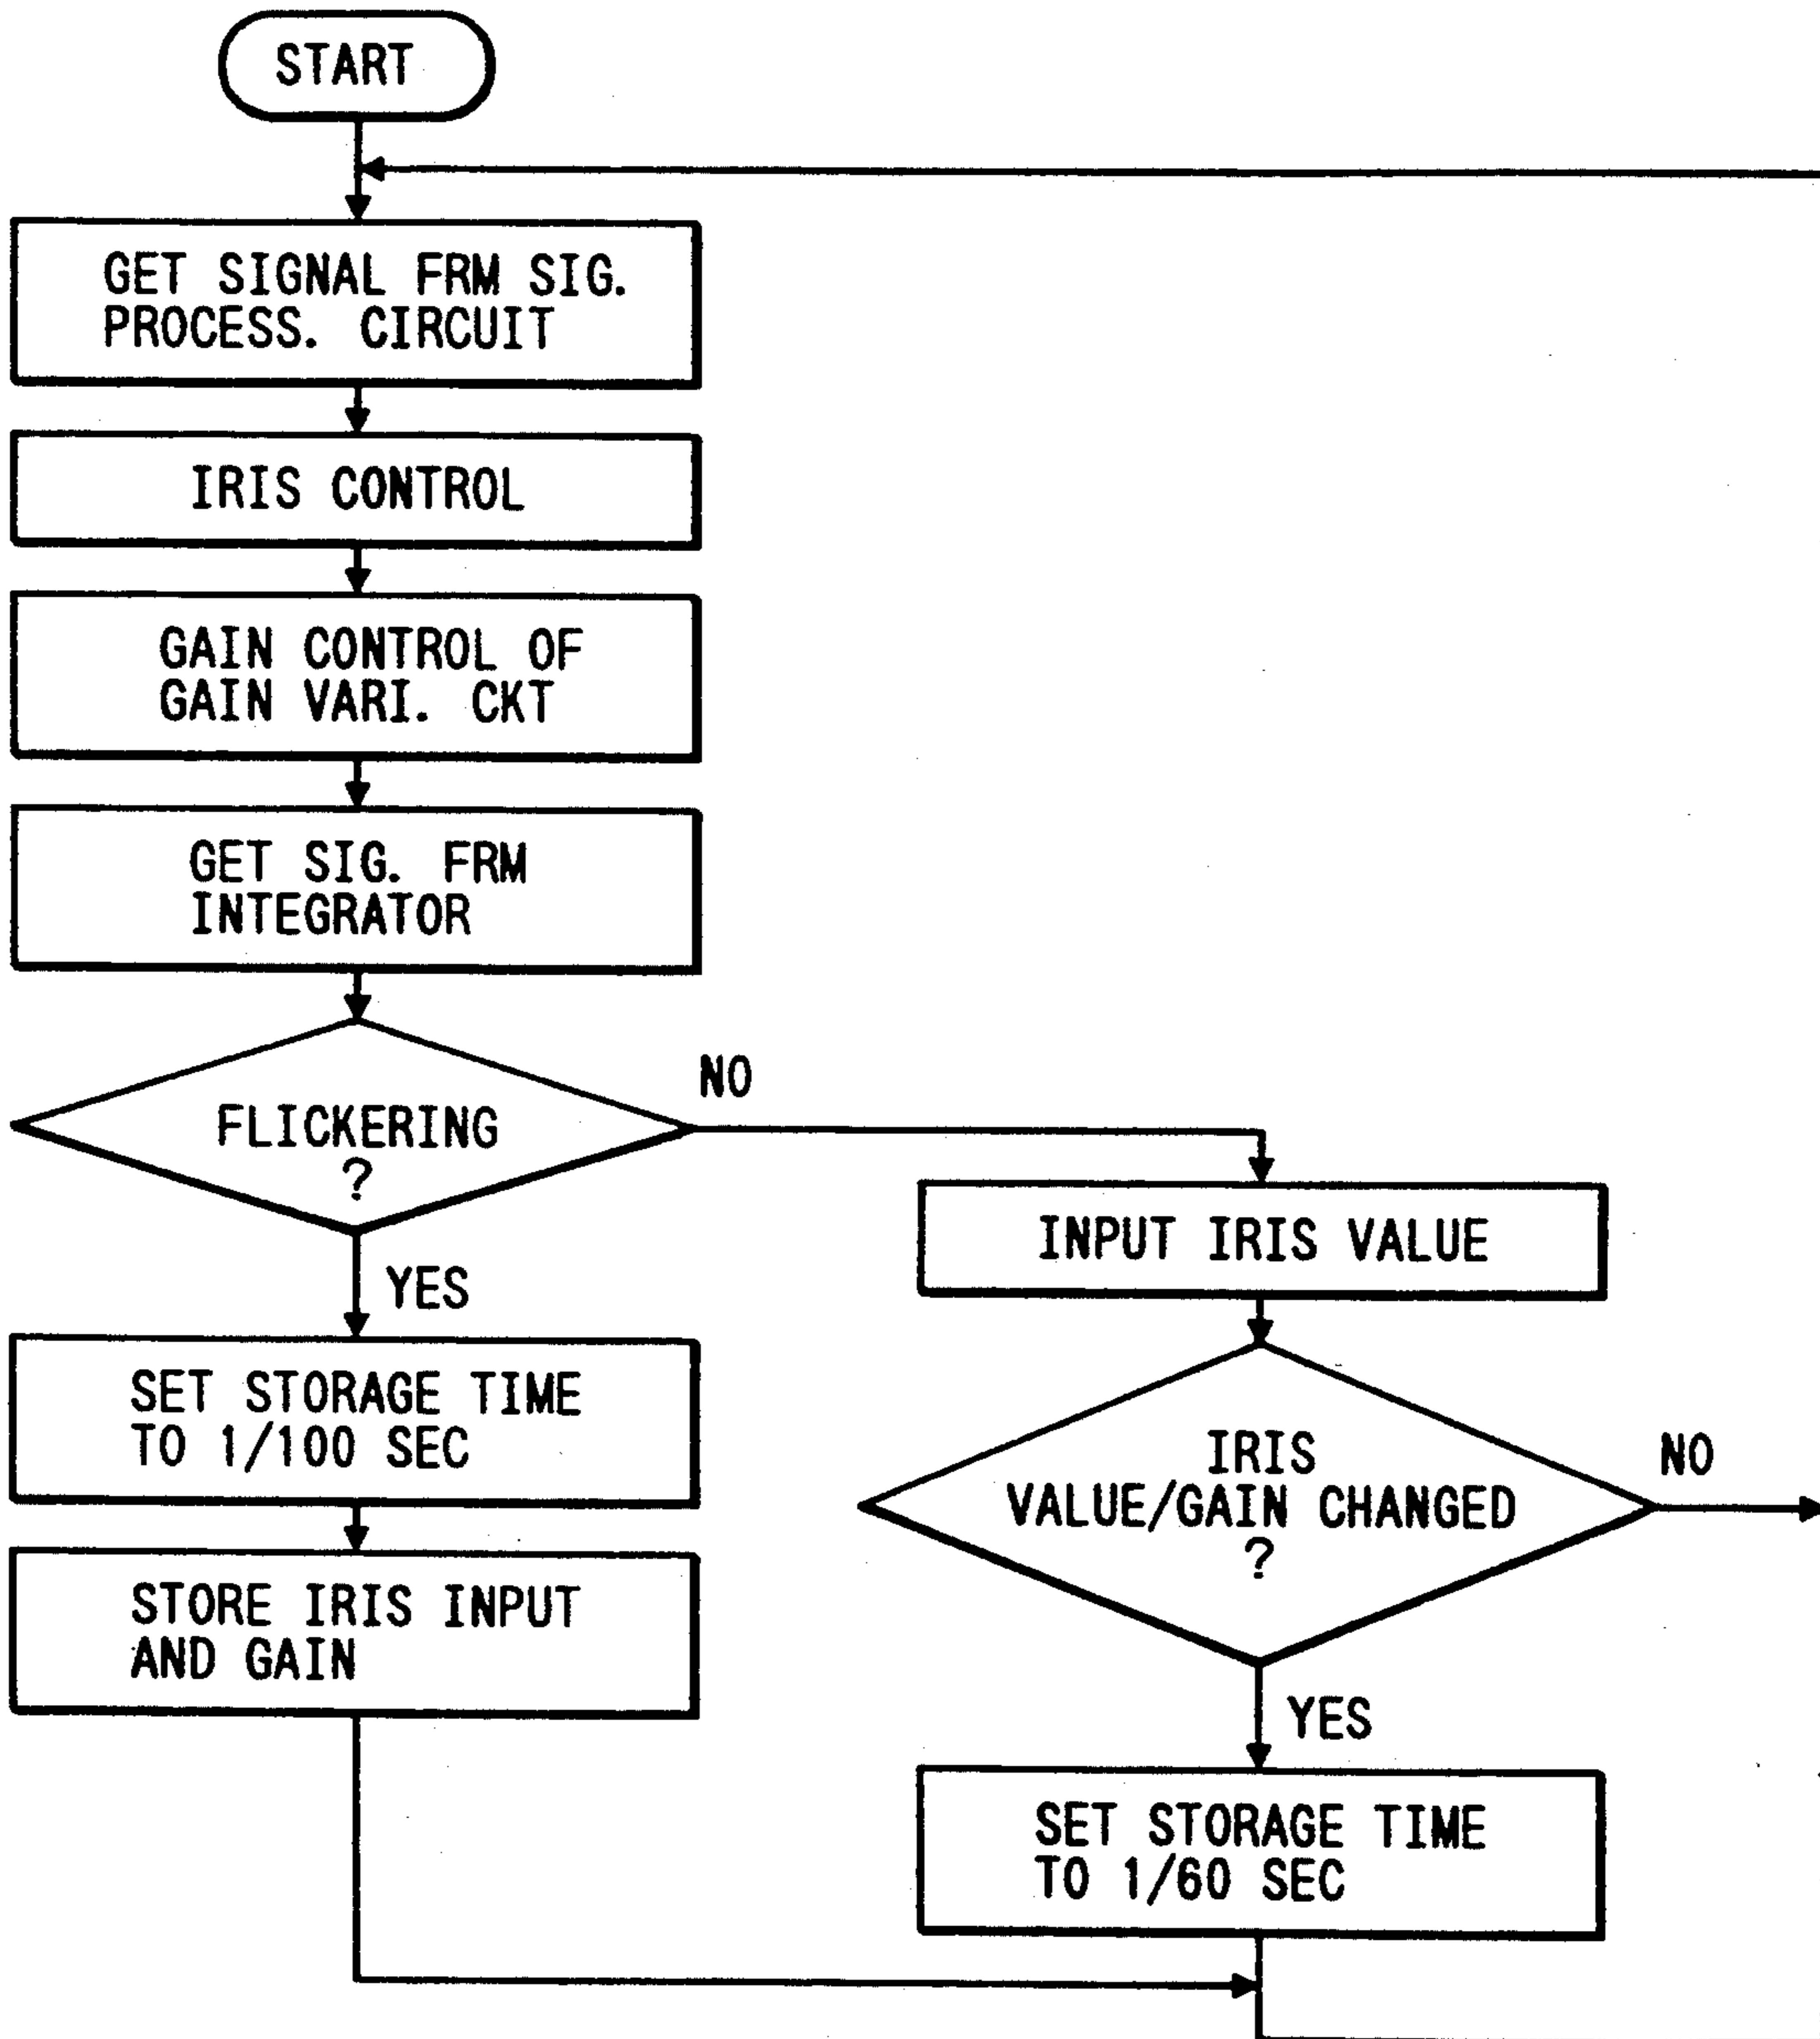 START
GET SIGNAL FRM SIG.
PROCESS. CIRCUIT
IRIS CONTROL
GAIN CONTROL OF
GAIN VARI. CKT
GET SIG. FRM
INTEGRATOR
FLICKERING
?
NO
YES
SET STORAGE TIME
TO 1/100 SEC
STORE IRIS INPUT
AND GAIN
INPUT IRIS VALUE
IRIS
VALUE/GAIN CHANGED
?
NO
YES
SET STORAGE TIME
TO 1/60 SEC